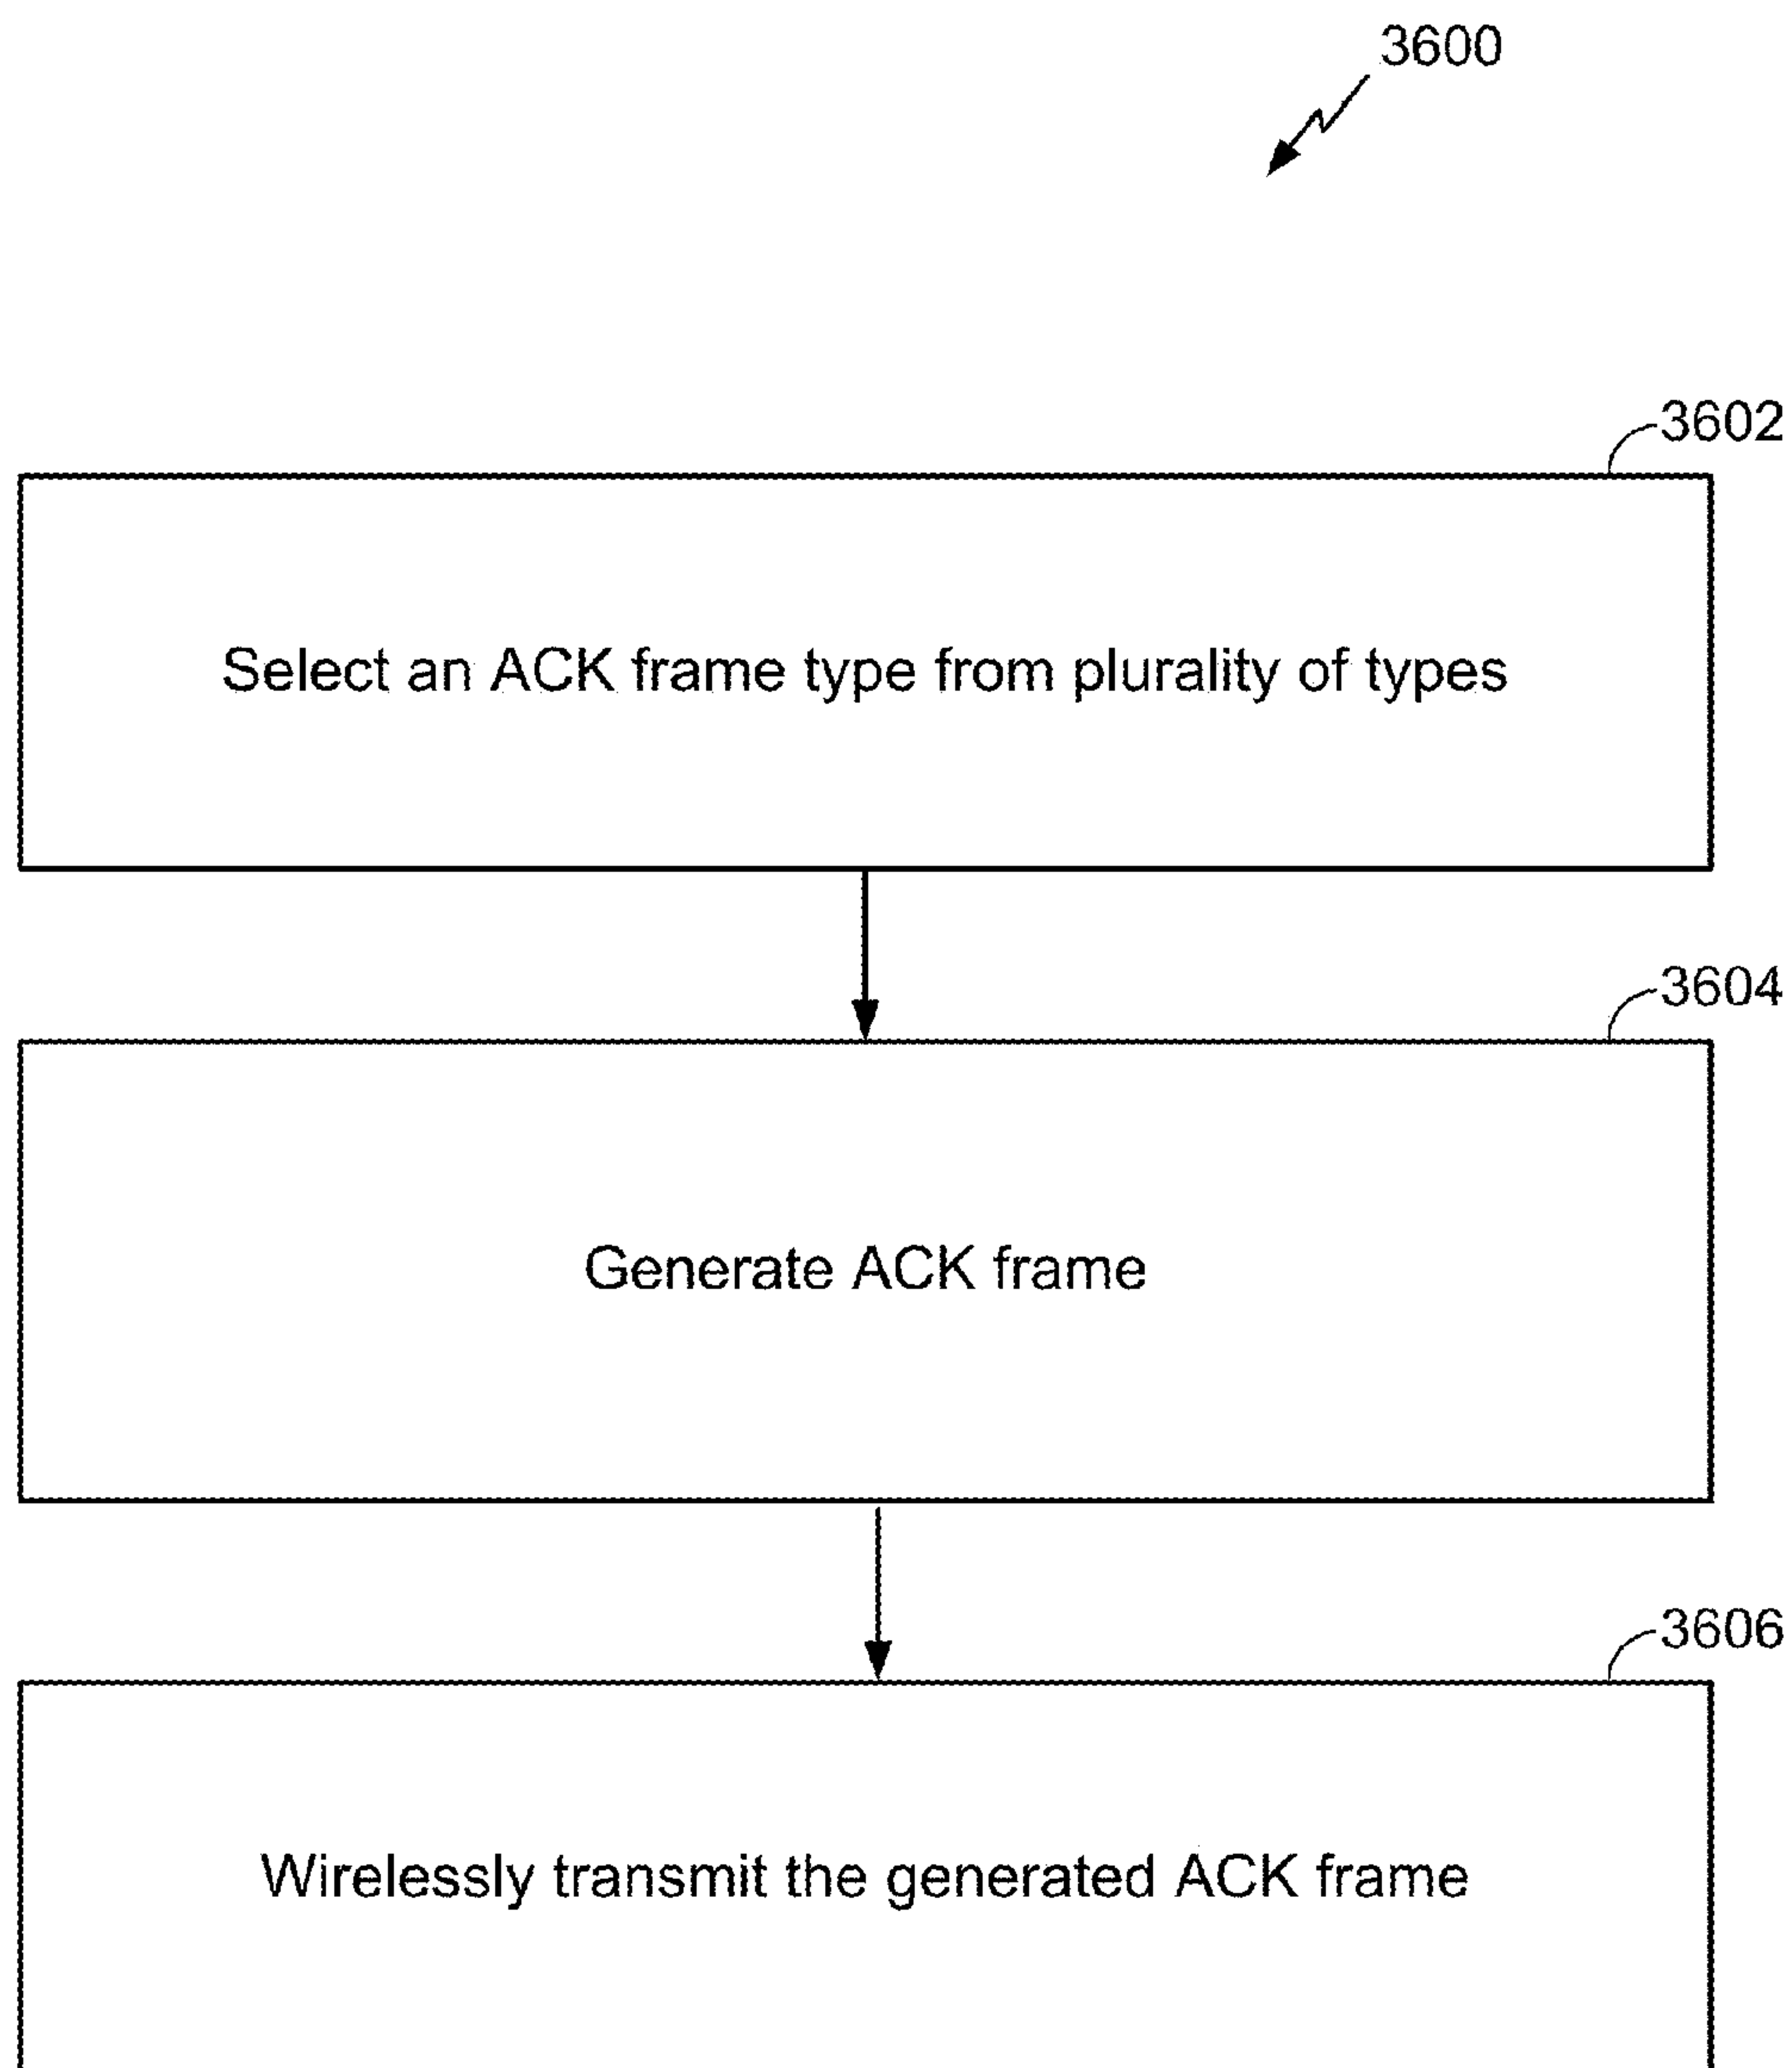 3600
3602
Select an ACK frame type from plurality of types
3604
Generate ACK frame
3606
Wirelessly transmit the generated ACK frame